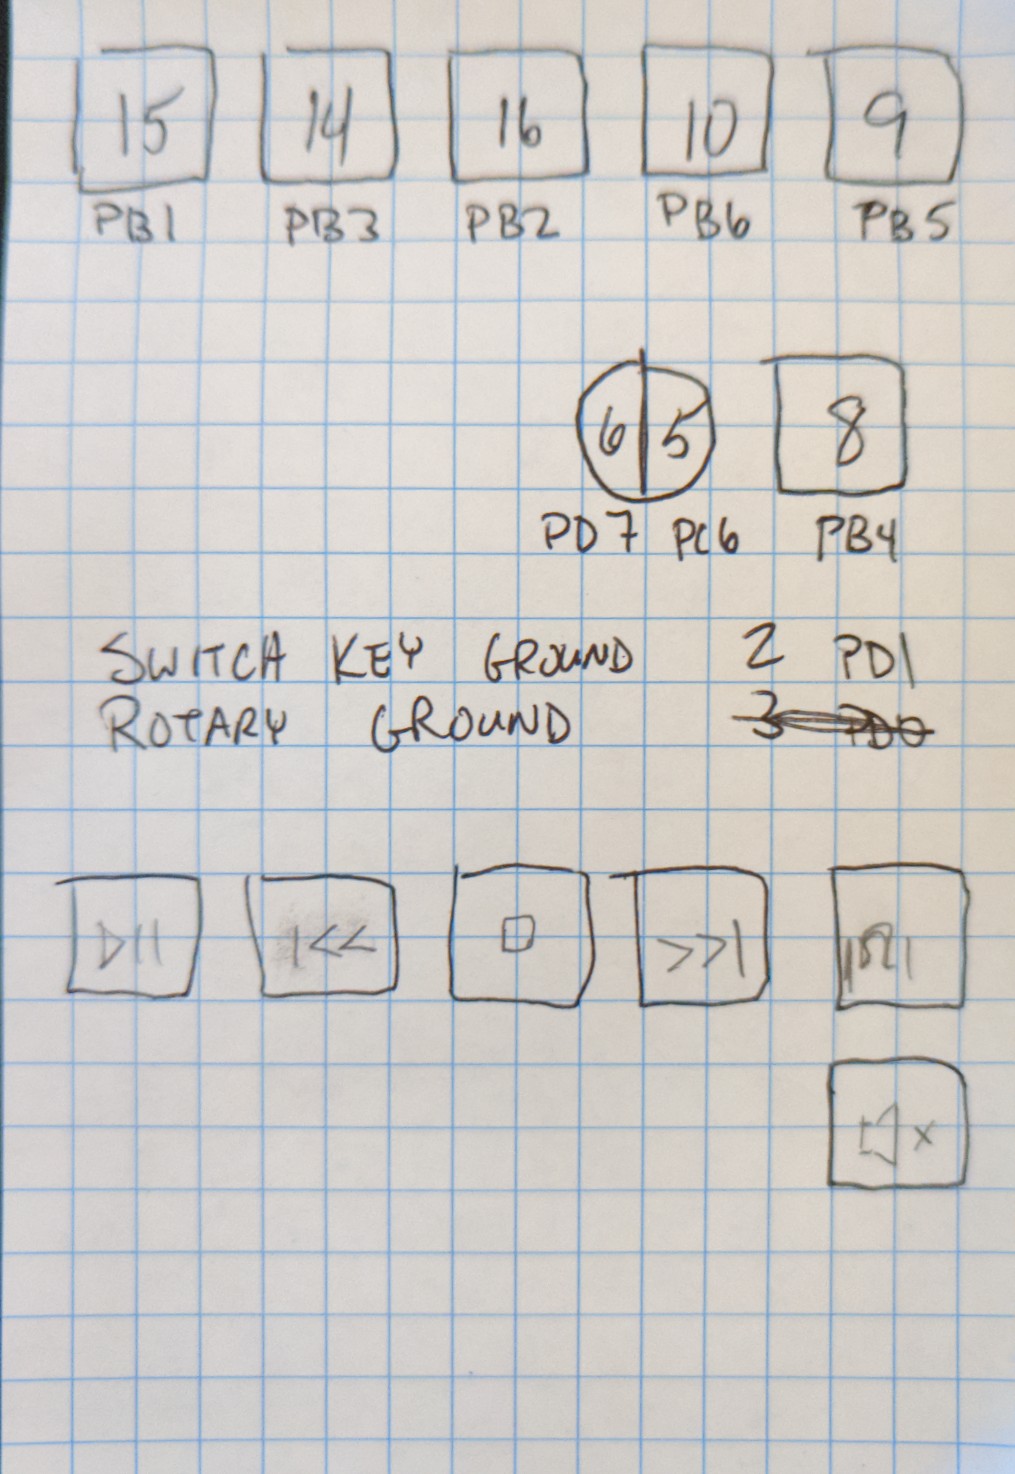 15 14 16 10 9
PB1 PB3 PB2 PB6 PB5
6 5 8
PD7 PC6 PB4
SWITCH KEY GROUND 2 PD1
ROTARY GROUND 3 PD0